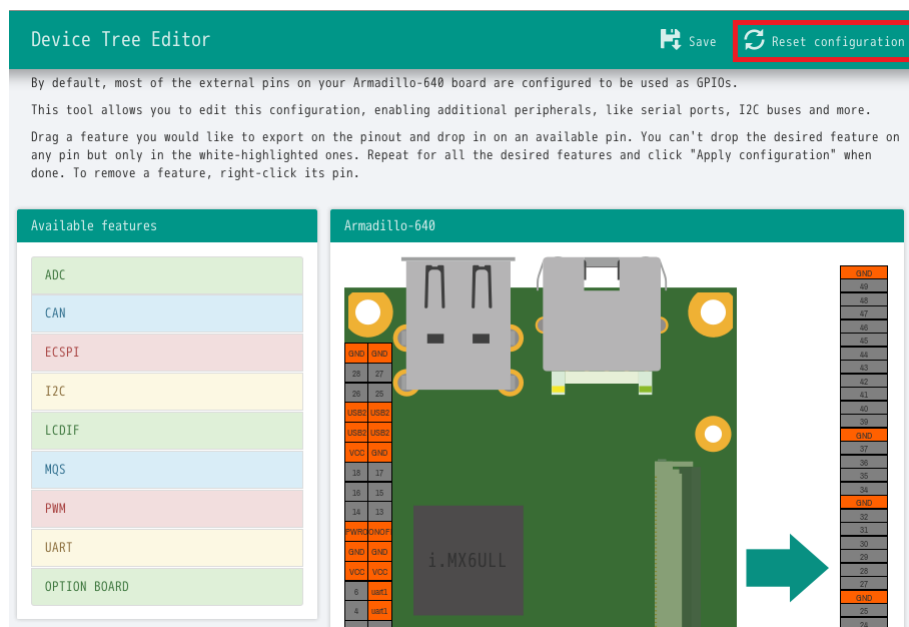 Device Tree Editor
Save
Reset configuration
By default, most of the external pins on your Armadillo-640 board are configured to be used as GPIOs.
This tool allows you to edit this configuration, enabling additional peripherals, like serial ports, I2C buses and more.
Drag a feature you would like to export on the pinout and drop in on an available pin. You can't drop the desired feature on
any pin but only in the white-highlighted ones. Repeat for all the desired features and click "Apply configuration" when
done. To remove a feature, right-click its pin.
Available features
ADC
CAN
ECSPI
I2C
LCDIF
MQS
PWM
UART
OPTION BOARD
Armadillo-640
GND GND
28 27
26 25
USB2 USB2
USB2 USB2
VCC GND
18 17
16 15
14 13
GND GND
VCC VCC
6 uat1
4 uat1
i.MX6ULL
GND
49
48
47
46
45
44
43
42
41
40
39
GND
37
36
35
34
GND
32
31
30
29
28
27
GND
25
24